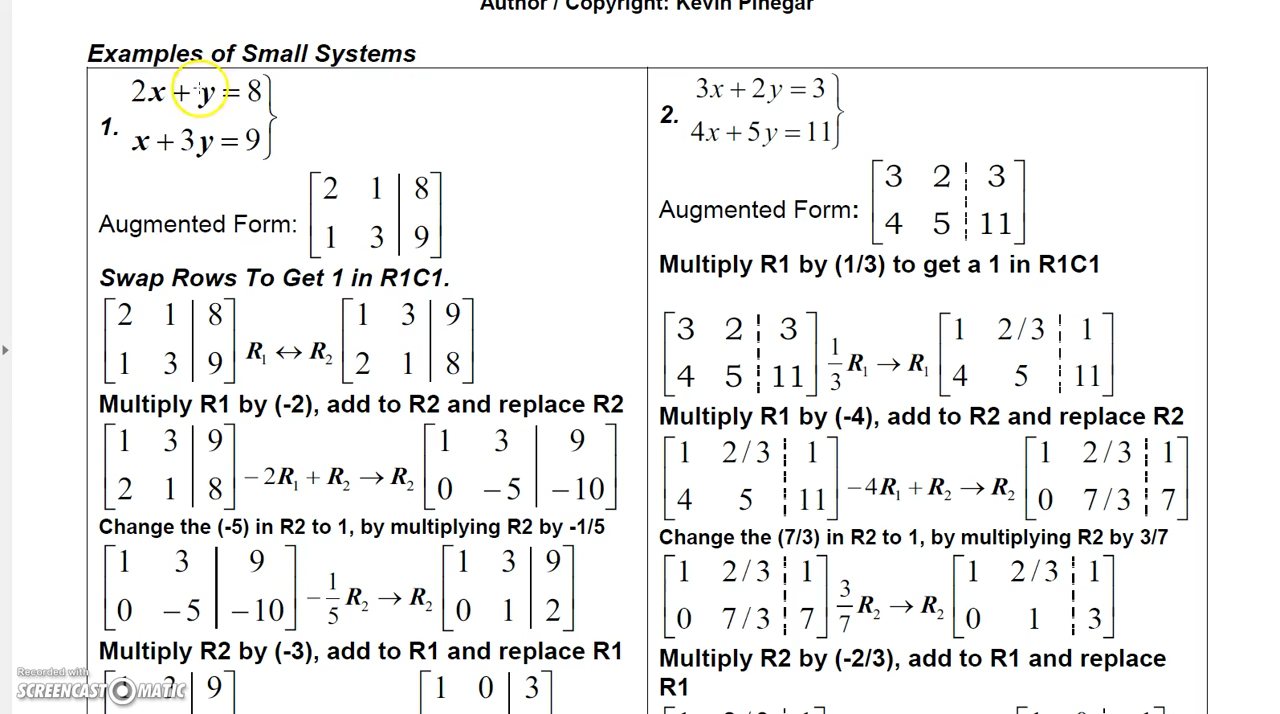 Author / Copyright: Kevin Pinegar
Examples of Small Systems
1.
2x + y = 8
x + 3y = 9
Augmented Form:
2 1 | 8
1 3 | 9
Swap Rows To Get 1 in R1C1.
2 1 | 8
1 3 | 9
R₁ ↔ R₂
1 3 | 9
2 1 | 8
Multiply R1 by (-2), add to R2 and replace R2
1 3 | 9
2 1 | 8
−2R₁ + R₂ → R₂
1 3 | 9
0 −5 | −10
Change the (-5) in R2 to 1, by multiplying R2 by -1/5
1 3 | 9
0 −5 | −10
−1/5 R₂ → R₂
1 3 | 9
0 1 | 2
Multiply R2 by (-3), add to R1 and replace R1
1 3 | 9
1 0 | 3
2.
3x + 2y = 3
4x + 5y = 11
Augmented Form:
3 2 ¦ 3
4 5 ¦ 11
Multiply R1 by (1/3) to get a 1 in R1C1
3 2 ¦ 3
4 5 ¦ 11
1/3 R₁ → R₁
1 2/3 ¦ 1
4 5 ¦ 11
Multiply R1 by (-4), add to R2 and replace R2
1 2/3 ¦ 1
4 5 ¦ 11
−4R₁ + R₂ → R₂
1 2/3 ¦ 1
0 7/3 ¦ 7
Change the (7/3) in R2 to 1, by multiplying R2 by 3/7
1 2/3 ¦ 1
0 7/3 ¦ 7
3/7 R₂ → R₂
1 2/3 ¦ 1
0 1 ¦ 3
Multiply R2 by (-2/3), add to R1 and replace
R1
Recorded with
SCREENCAST MATIC